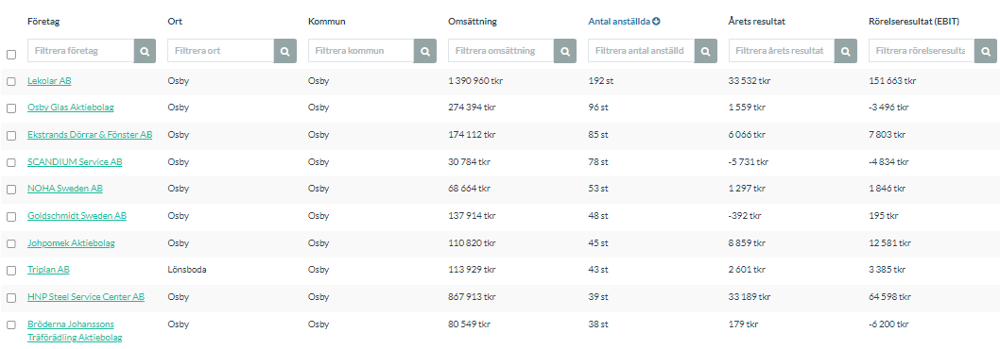 Företag Ort Kommun Omsättning Antal anställda Årets resultat Rörelseresultat (EBIT)
Filtrera företag Filtrera ort Filtrera kommun Filtrera omsättning Filtrera antal anställd Filtrera årets resultat Filtrera rörelseresulta
Lekolar AB Osby Osby 1 390 960 tkr 192 st 33 532 tkr 151 663 tkr
Osby Glas Aktiebolag Osby Osby 274 394 tkr 96 st 1 559 tkr -3 496 tkr
Ekstrands Dörrar & Fönster AB Osby Osby 174 112 tkr 85 st 6 066 tkr 7 803 tkr
SCANDIUM Service AB Osby Osby 30 784 tkr 78 st -5 731 tkr -4 834 tkr
NOHA Sweden AB Osby Osby 68 664 tkr 53 st 1 297 tkr 1 846 tkr
Goldschmidt Sweden AB Osby Osby 137 914 tkr 48 st -392 tkr 195 tkr
Johpomek Aktiebolag Osby Osby 110 820 tkr 45 st 8 859 tkr 12 581 tkr
Triplan AB Lönsboda Osby 113 929 tkr 43 st 2 601 tkr 3 385 tkr
HNP Steel Service Center AB Osby Osby 867 913 tkr 39 st 33 189 tkr 64 598 tkr
Bröderna Johanssons Osby Osby 80 549 tkr 38 st 179 tkr -6 200 tkr
Träförädling Aktiebolag